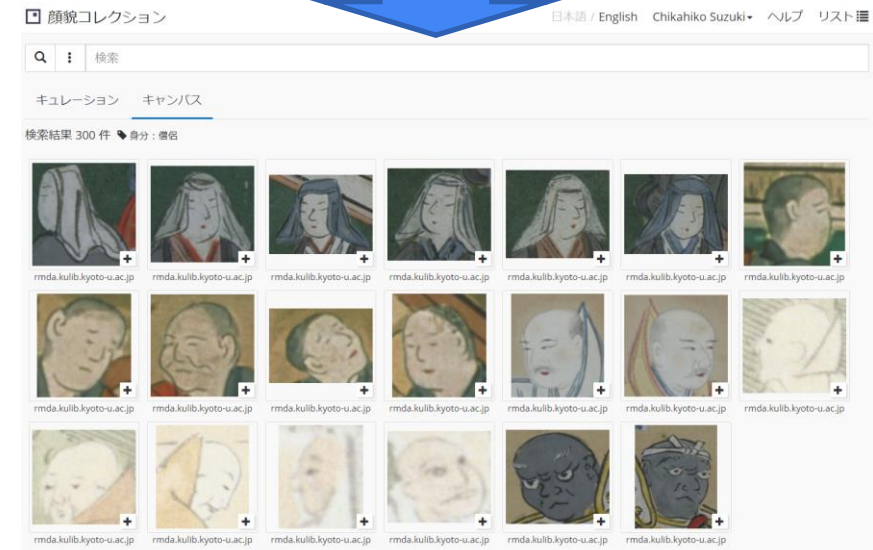 顔貌コレクション 日本語 / English Chikahiko Suzuki ヘルプ リスト
検索
キュレーション キャンバス
検索結果 300 件 身分 : 僧侶
rmda.kulib.kyoto-u.ac.jp rmda.kulib.kyoto-u.ac.jp rmda.kulib.kyoto-u.ac.jp rmda.kulib.kyoto-u.ac.jp rmda.kulib.kyoto-u.ac.jp rmda.kulib.kyoto-u.ac.jp rmda.kulib.kyoto-u.ac.jp
rmda.kulib.kyoto-u.ac.jp rmda.kulib.kyoto-u.ac.jp rmda.kulib.kyoto-u.ac.jp rmda.kulib.kyoto-u.ac.jp rmda.kulib.kyoto-u.ac.jp rmda.kulib.kyoto-u.ac.jp rmda.kulib.kyoto-u.ac.jp
rmda.kulib.kyoto-u.ac.jp rmda.kulib.kyoto-u.ac.jp rmda.kulib.kyoto-u.ac.jp rmda.kulib.kyoto-u.ac.jp rmda.kulib.kyoto-u.ac.jp rmda.kulib.kyoto-u.ac.jp